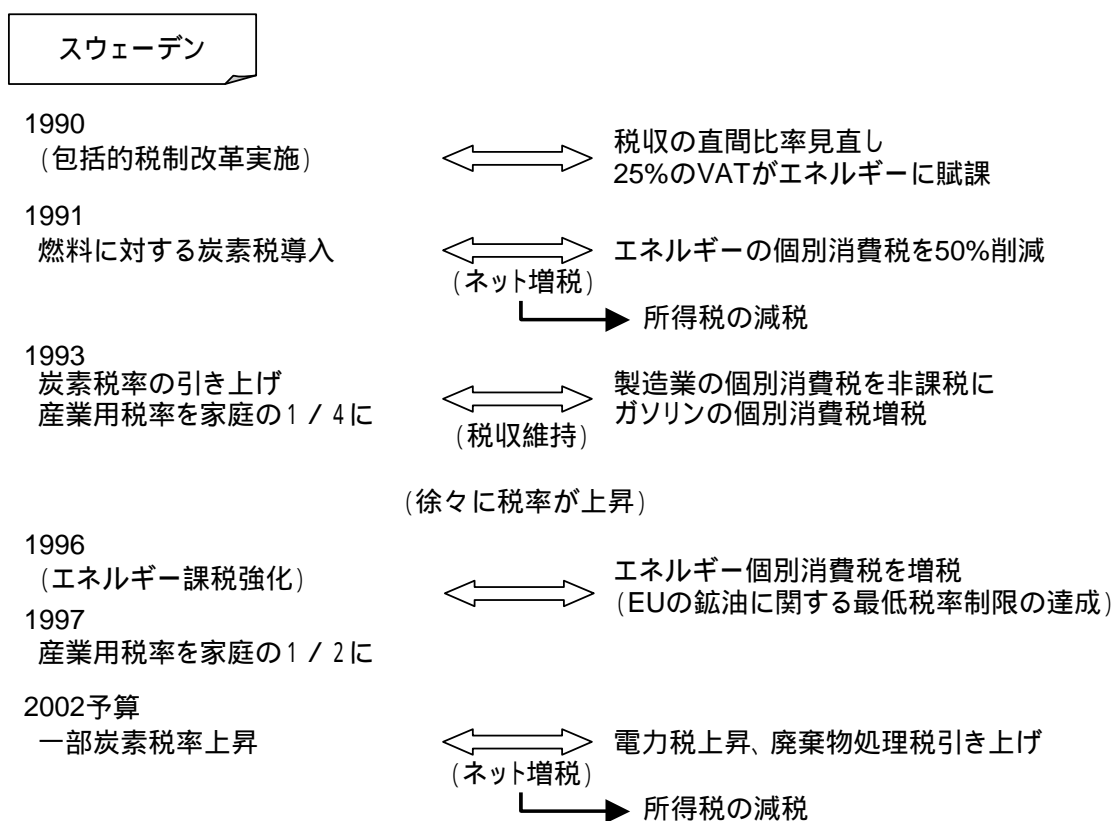 スウェーデン
1990
(包括的税制改革実施)
税収の直間比率見直し
25%のVATがエネルギーに賦課
1991
燃料に対する炭素税導入
エネルギーの個別消費税を50%削減
(ネット増税)
所得税の減税
1993
炭素税率の引き上げ
産業用税率を家庭の1/4に
製造業の個別消費税を非課税に
ガソリンの個別消費税増税
(税収維持)
(徐々に税率が上昇)
1996
(エネルギー課税強化)
エネルギー個別消費税を増税
(EUの鉱油に関する最低税率制限の達成)
1997
産業用税率を家庭の1/2に
2002予算
一部炭素税率上昇
電力税上昇、廃棄物処理税引き上げ
(ネット増税)
所得税の減税